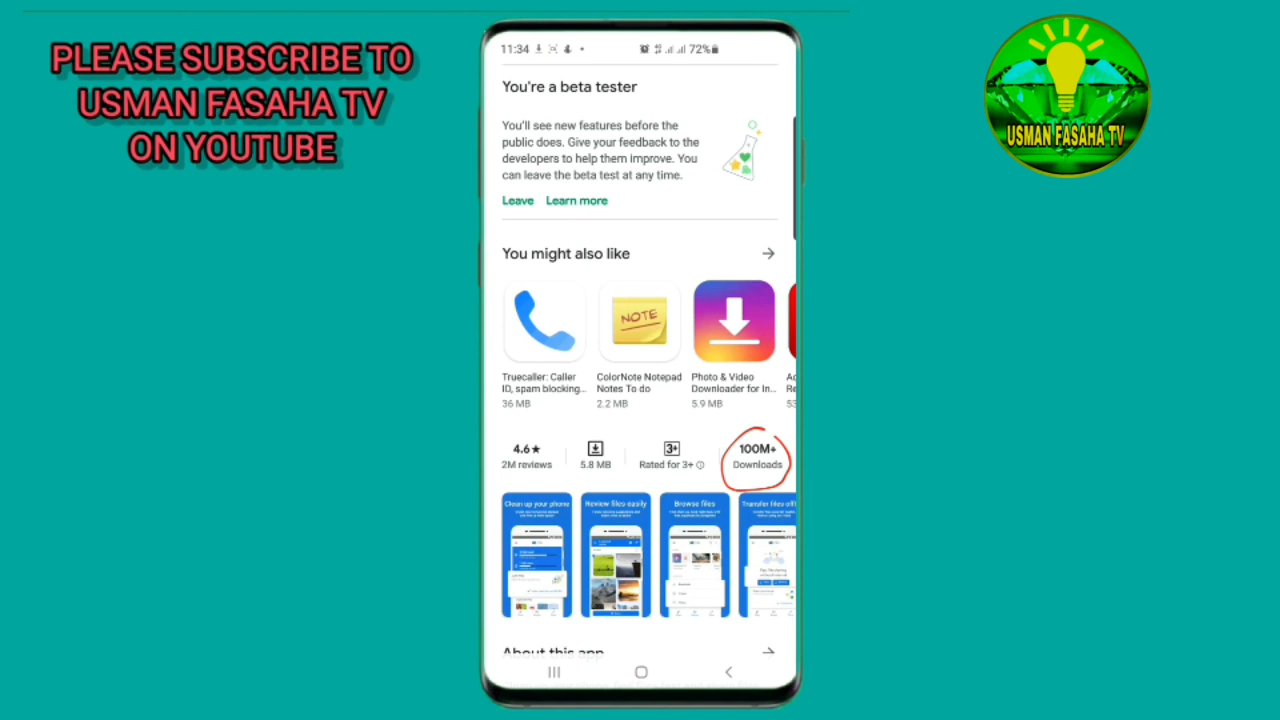 PLEASE SUBSCRIBE TO
USMAN FASAHA TV
ON YOUTUBE
USMAN FASAHA TV
11:34
72%
You're a beta tester
You'll see new features before the
public does. Give your feedback to the
developers to help them improve. You
can leave the beta test at any time.
Leave Learn more
You might also like
NOTE
Truecaller: Caller
ID, spam blocking...
36 MB
ColorNote Notepad
Notes To do
2.2 MB
Photo & Video
Downloader for In...
5.9 MB
4.6★
2M reviews
5.8 MB
3+
Rated for 3+
100M+
Downloads
Clean up your phone
Review files easily
Browse files
Transfer files offl
About this app